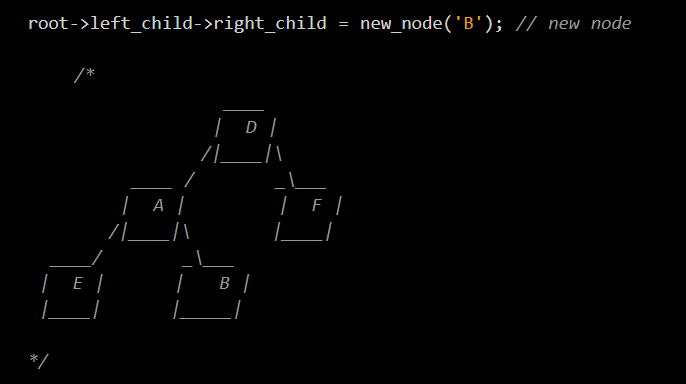 root->left_child->right_child = new_node('B'); // new node
/*
____
| D |
/|____|\
____ / _\___
| A | | F |
/|____|\ |____|
____/ _\___
| E | | B |
|____| |_____|
*/